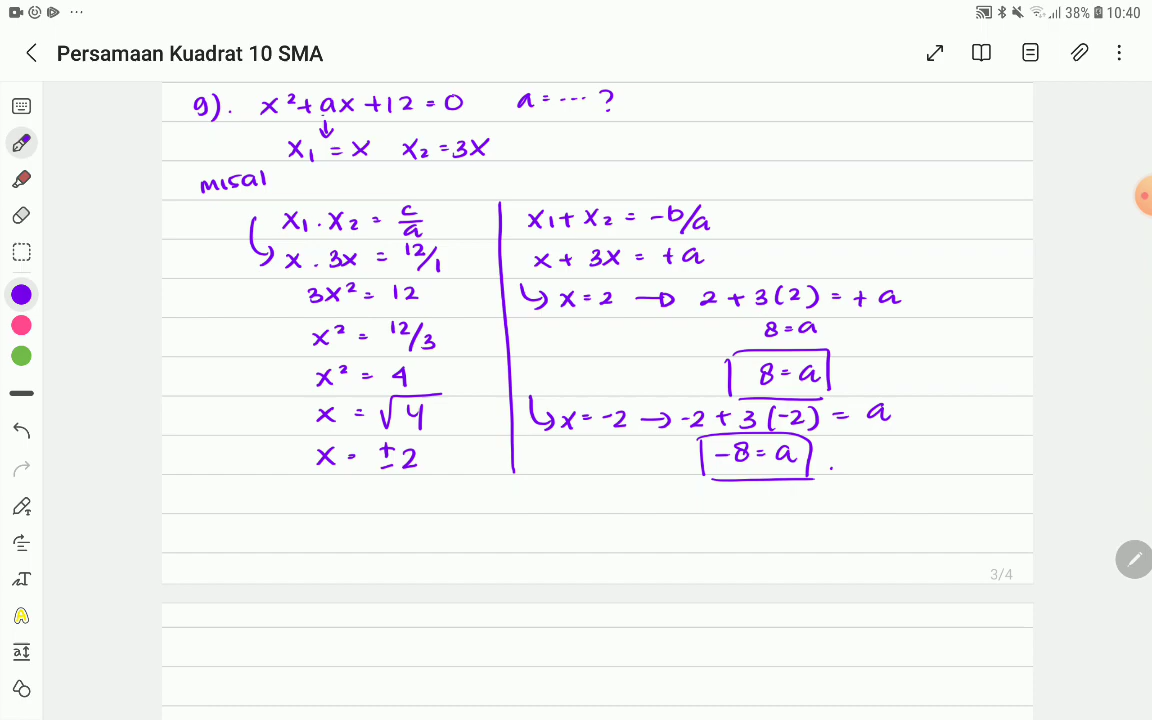 38% 10:40
Persamaan Kuadrat 10 SMA
9). x² + ax + 12 = 0 a = ... ?
↓
x₁ = x x₂ = 3x
misal
x₁ . x₂ = c/a
x . 3x = 12/1
3x² = 12
x² = 12/3
x² = 4
x = √4
x = ±2
x₁ + x₂ = -b/a
x + 3x = +a
↳ x = 2 → 2 + 3(2) = + a
8 = a
8 = a
↳ x = -2 → -2 + 3(-2) = a
-8 = a .
3/4